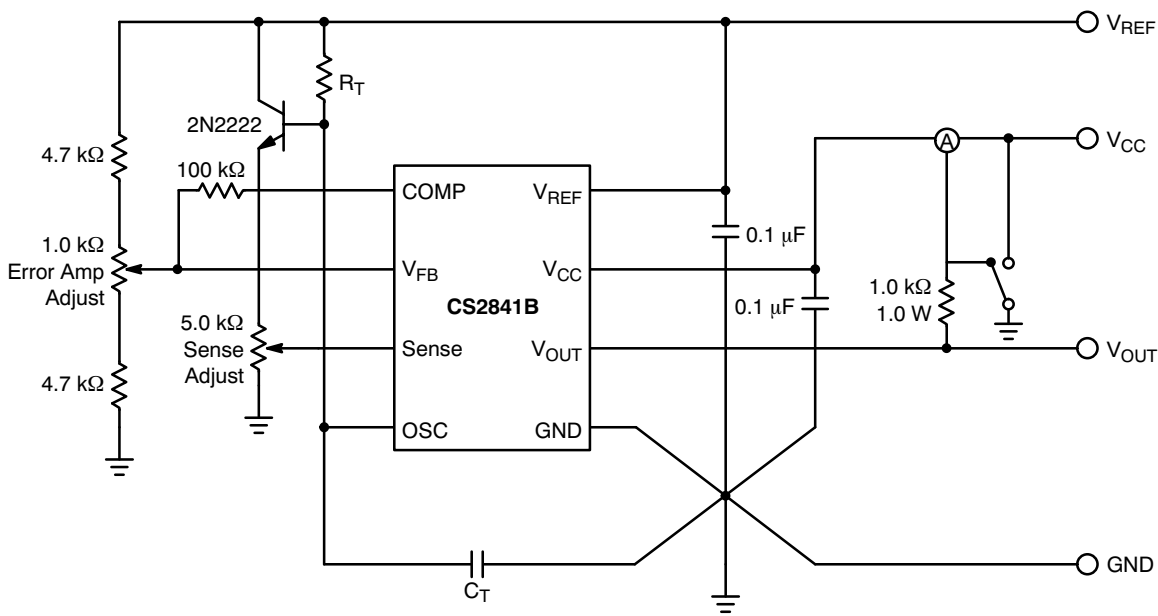 V_REF
R_T
2N2222
V_CC
A
4.7 kΩ
100 kΩ
COMP
V_REF
0.1 μF
1.0 kΩ
Error Amp
Adjust
V_FB
V_CC
CS2841B
0.1 μF
1.0 kΩ
1.0 W
5.0 kΩ
Sense
Adjust
Sense
V_OUT
V_OUT
4.7 kΩ
OSC
GND
C_T
GND